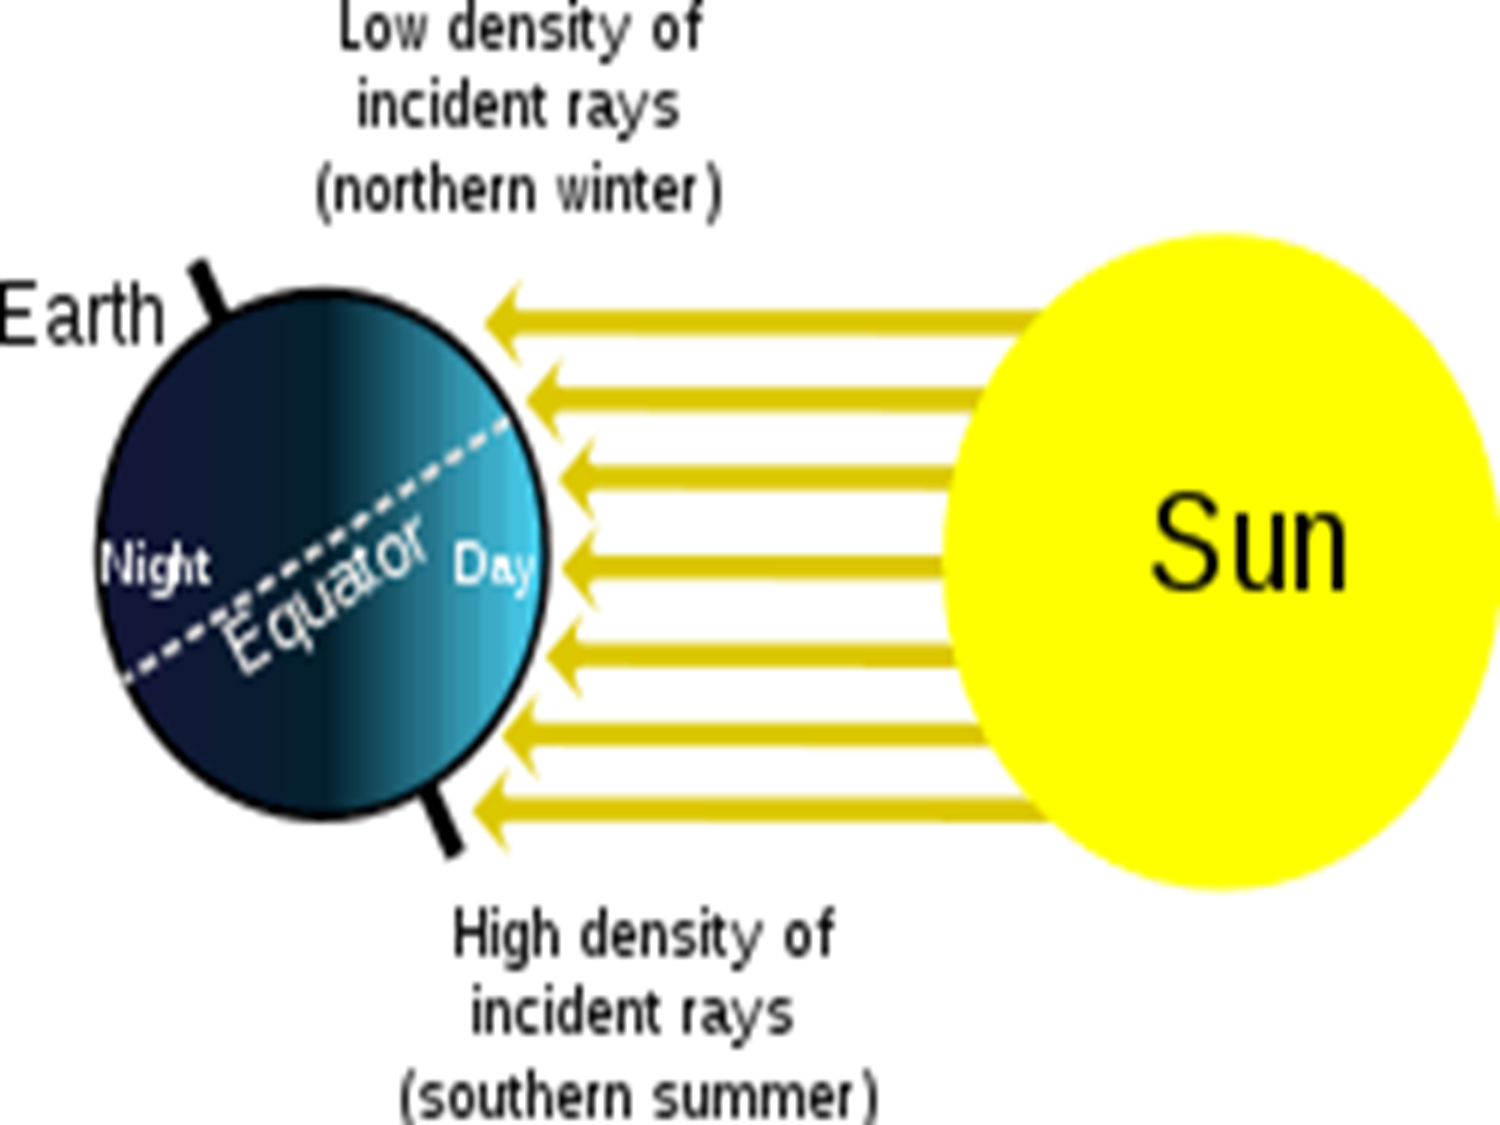 Low density of
incident rays
(northern winter)
Earth
Night
Equator
Day
Sun
High density of
incident rays
(southern summer)